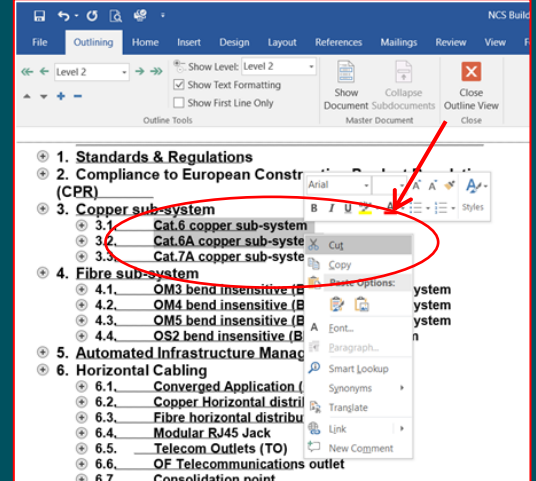 NCS Build
File Outlining Home Insert Design Layout References Mailings Review View
Level 2
Show Level: Level 2
Show Text Formatting
Show First Line Only
Outline Tools
Show Document
Collapse Subdocuments
Master Document
Close Outline View
Close
1. Standards & Regulations
2. Compliance to European
(CPR)
3. Copper sub-system
3.1. Cat.6 copper sub-system
3.2. Cat.6A copper sub-syste
3.3. Cat.7A copper sub-syste
4. Fibre sub-system
4.1. OM3 bend insensitive (B ystem
4.2. OM4 bend insensitive (B ystem
4.3. OM5 bend insensitive (B ystem
4.4. OS2 bend insensitive (B
5. Automated Infrastructure Manag
6. Horizontal Cabling
6.1. Converged Application (
6.2. Copper Horizontal distri
6.3. Fibre horizontal distribu
6.4. Modular RJ45 Jack
6.5. Telecom Outlets (TO)
6.6. OF Telecommunications outlet
6.7. Consolidation point
Arial
B I U A
Styles
Cut
Copy
Paste Options:
A Font...
Paragraph...
Smart Lookup
Synonyms
Translate
Link
New Comment